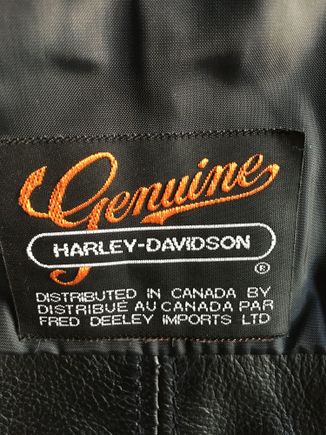 Genuine
HARLEY-DAVIDSON
®
DISTRIBUTED IN CANADA BY
DISTRIBUÉ AU CANADA PAR
FRED DEELEY IMPORTS LTD